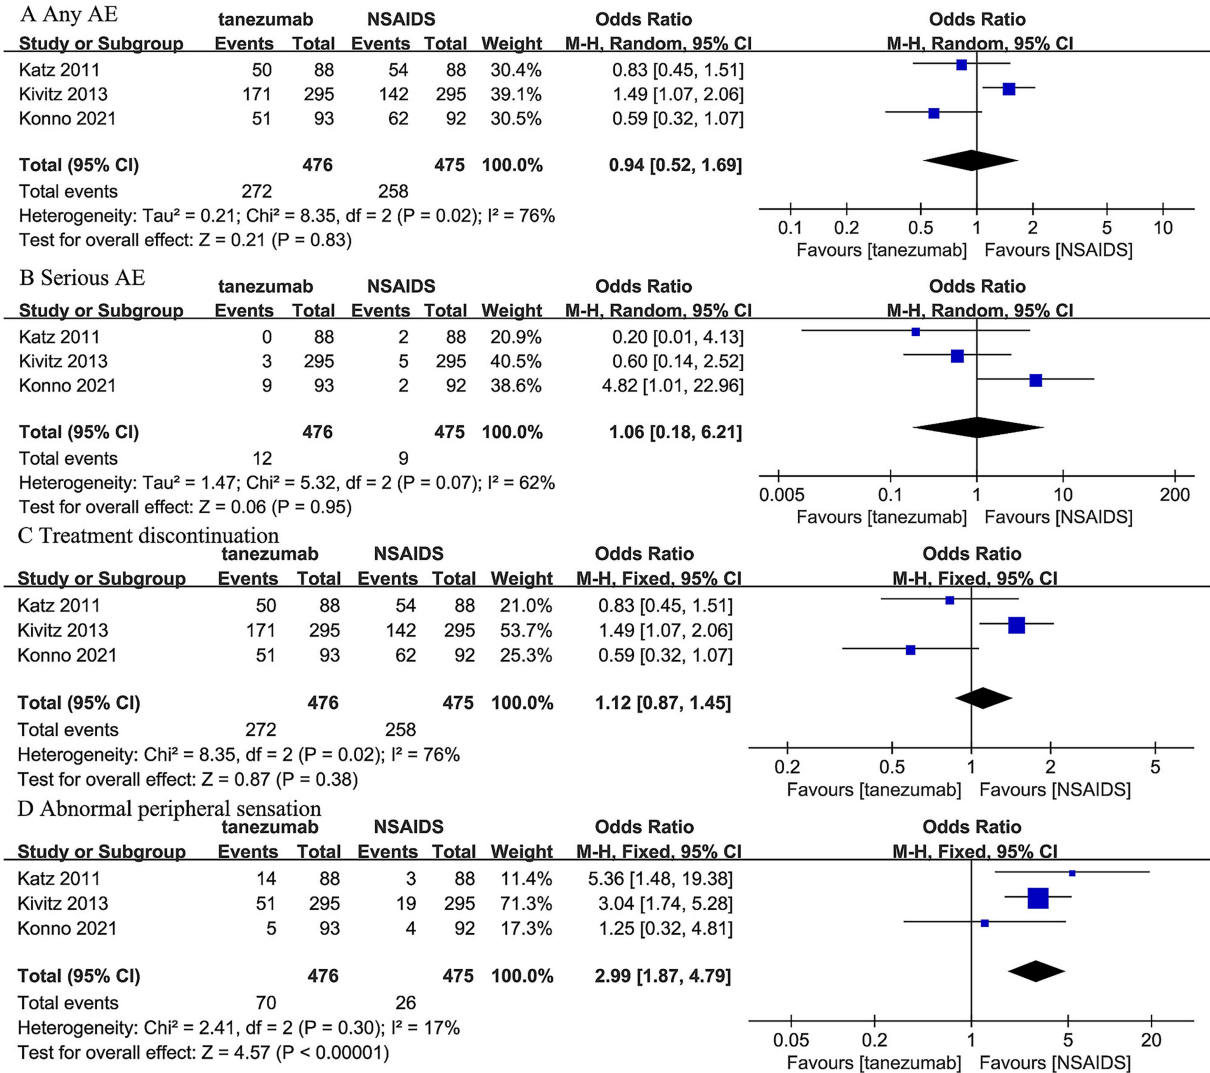 A Any AE
tanezumab NSAIDS Odds Ratio Odds Ratio
Study or Subgroup Events Total Events Total Weight M-H, Random, 95% CI M-H, Random, 95% CI
Katz 2011 50 88 54 88 30.4% 0.83 [0.45, 1.51]
Kivitz 2013 171 295 142 295 39.1% 1.49 [1.07, 2.06]
Konno 2021 51 93 62 92 30.5% 0.59 [0.32, 1.07]
Total (95% CI) 476 475 100.0% 0.94 [0.52, 1.69]
Total events 272 258
Heterogeneity: Tau² = 0.21; Chi² = 8.35, df = 2 (P = 0.02); I² = 76%
Test for overall effect: Z = 0.21 (P = 0.83)
0.1 0.2 0.5 1 2 5 10
Favours [tanezumab] Favours [NSAIDS]
B Serious AE
tanezumab NSAIDS Odds Ratio Odds Ratio
Study or Subgroup Events Total Events Total Weight M-H, Random, 95% CI M-H, Random, 95% CI
Katz 2011 0 88 2 88 20.9% 0.20 [0.01, 4.13]
Kivitz 2013 3 295 5 295 40.5% 0.60 [0.14, 2.52]
Konno 2021 9 93 2 92 38.6% 4.82 [1.01, 22.96]
Total (95% CI) 476 475 100.0% 1.06 [0.18, 6.21]
Total events 12 9
Heterogeneity: Tau² = 1.47; Chi² = 5.32, df = 2 (P = 0.07); I² = 62%
Test for overall effect: Z = 0.06 (P = 0.95)
0.005 0.1 1 10 200
Favours [tanezumab] Favours [NSAIDS]
C Treatment discontinuation
tanezumab NSAIDS Odds Ratio Odds Ratio
Study or Subgroup Events Total Events Total Weight M-H, Fixed, 95% CI M-H, Fixed, 95% CI
Katz 2011 50 88 54 88 21.0% 0.83 [0.45, 1.51]
Kivitz 2013 171 295 142 295 53.7% 1.49 [1.07, 2.06]
Konno 2021 51 93 62 92 25.3% 0.59 [0.32, 1.07]
Total (95% CI) 476 475 100.0% 1.12 [0.87, 1.45]
Total events 272 258
Heterogeneity: Chi² = 8.35, df = 2 (P = 0.02); I² = 76%
Test for overall effect: Z = 0.87 (P = 0.38)
0.2 0.5 1 2 5
Favours [tanezumab] Favours [NSAIDS]
D Abnormal peripheral sensation
tanezumab NSAIDS Odds Ratio Odds Ratio
Study or Subgroup Events Total Events Total Weight M-H, Fixed, 95% CI M-H, Fixed, 95% CI
Katz 2011 14 88 3 88 11.4% 5.36 [1.48, 19.38]
Kivitz 2013 51 295 19 295 71.3% 3.04 [1.74, 5.28]
Konno 2021 5 93 4 92 17.3% 1.25 [0.32, 4.81]
Total (95% CI) 476 475 100.0% 2.99 [1.87, 4.79]
Total events 70 26
Heterogeneity: Chi² = 2.41, df = 2 (P = 0.30); I² = 17%
Test for overall effect: Z = 4.57 (P < 0.00001)
0.05 0.2 1 5 20
Favours [tanezumab] Favours [NSAIDS]